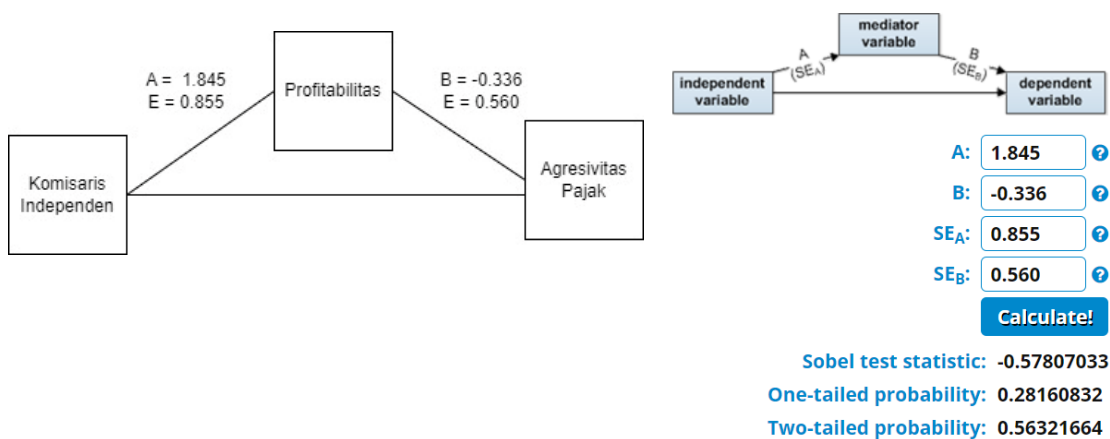 A = 1.845
E = 0.855
Profitabilitas
B = -0.336
E = 0.560
Komisaris
Independen
Agresivitas
Pajak
mediator
variable
A
(SEA)
B
(SEB)
independent
variable
dependent
variable
A: 1.845 ?
B: -0.336 ?
SEA: 0.855 ?
SEB: 0.560 ?
Calculate!
Sobel test statistic: -0.57807033
One-tailed probability: 0.28160832
Two-tailed probability: 0.56321664